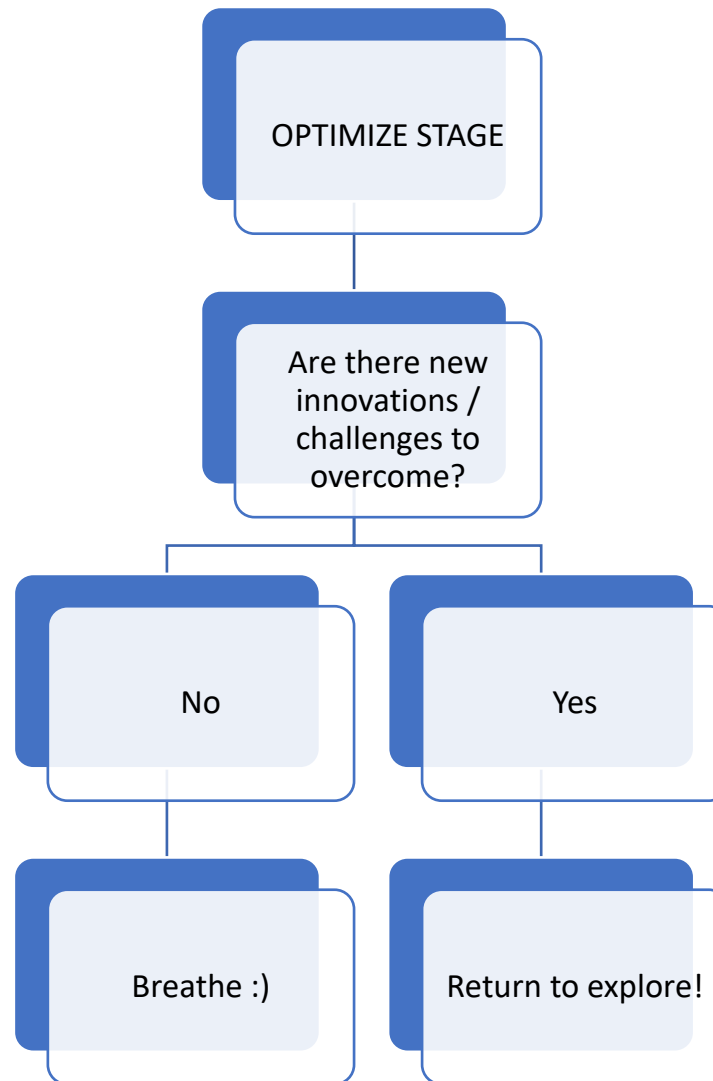 OPTIMIZE STAGE
Are there new
innovations /
challenges to
overcome?
No
Yes
Breathe :)
Return to explore!